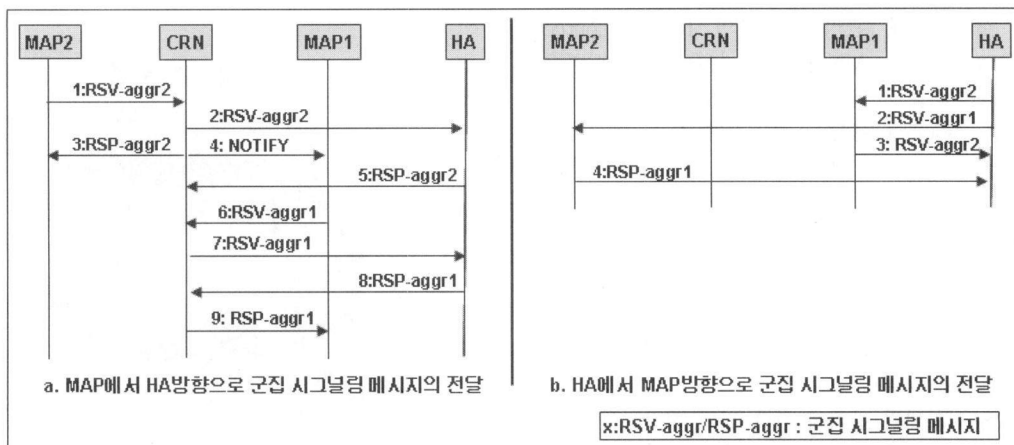 MAP2 CRN MAP1 HA
1:RSV-aggr2
2:RSV-aggr2
3:RSP-aggr2 4: NOTIFY
5:RSP-aggr2
6:RSV-aggr1
7:RSV-aggr1
8:RSP-aggr1
9: RSP-aggr1
a. MAP에서 HA방향으로 군집 시그널링 메시지의 전달
MAP2 CRN MAP1 HA
1:RSV-aggr2
2:RSV-aggr1
3: RSV-aggr2
4:RSP-aggr1
b. HA에서 MAP방향으로 군집 시그널링 메시지의 전달
x:RSV-aggr/RSP-aggr : 군집 시그널링 메시지